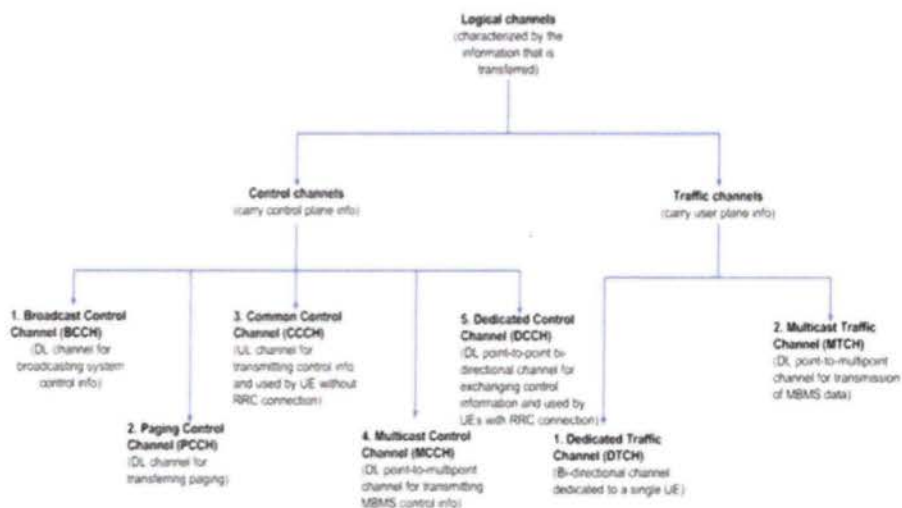 Logical channels
(characterized by the
information that is
transferred)
Control channels
(carry control plane info)
Traffic channels
(carry user plane info)
1. Broadcast Control
Channel (BCCH)
(DL channel for
broadcasting system
control info)
2. Paging Control
Channel (PCCH)
(DL channel for
transferring paging)
3. Common Control
Channel (CCCH)
(UL channel for
transmitting control info
and used by UE without
RRC connection)
4. Multicast Control
Channel (MCCH)
(DL point-to-multipoint
channel for transmitting
MBMS control info)
5. Dedicated Control
Channel (DCCH)
(DL point-to-point bi-
directional channel for
exchanging control
information and used by
UEs with RRC connection)
1. Dedicated Traffic
Channel (DTCH)
(Bi-directional channel
dedicated to a single UE)
2. Multicast Traffic
Channel (MTCH)
(DL point-to-multipoint
channel for transmission
of MBMS data)